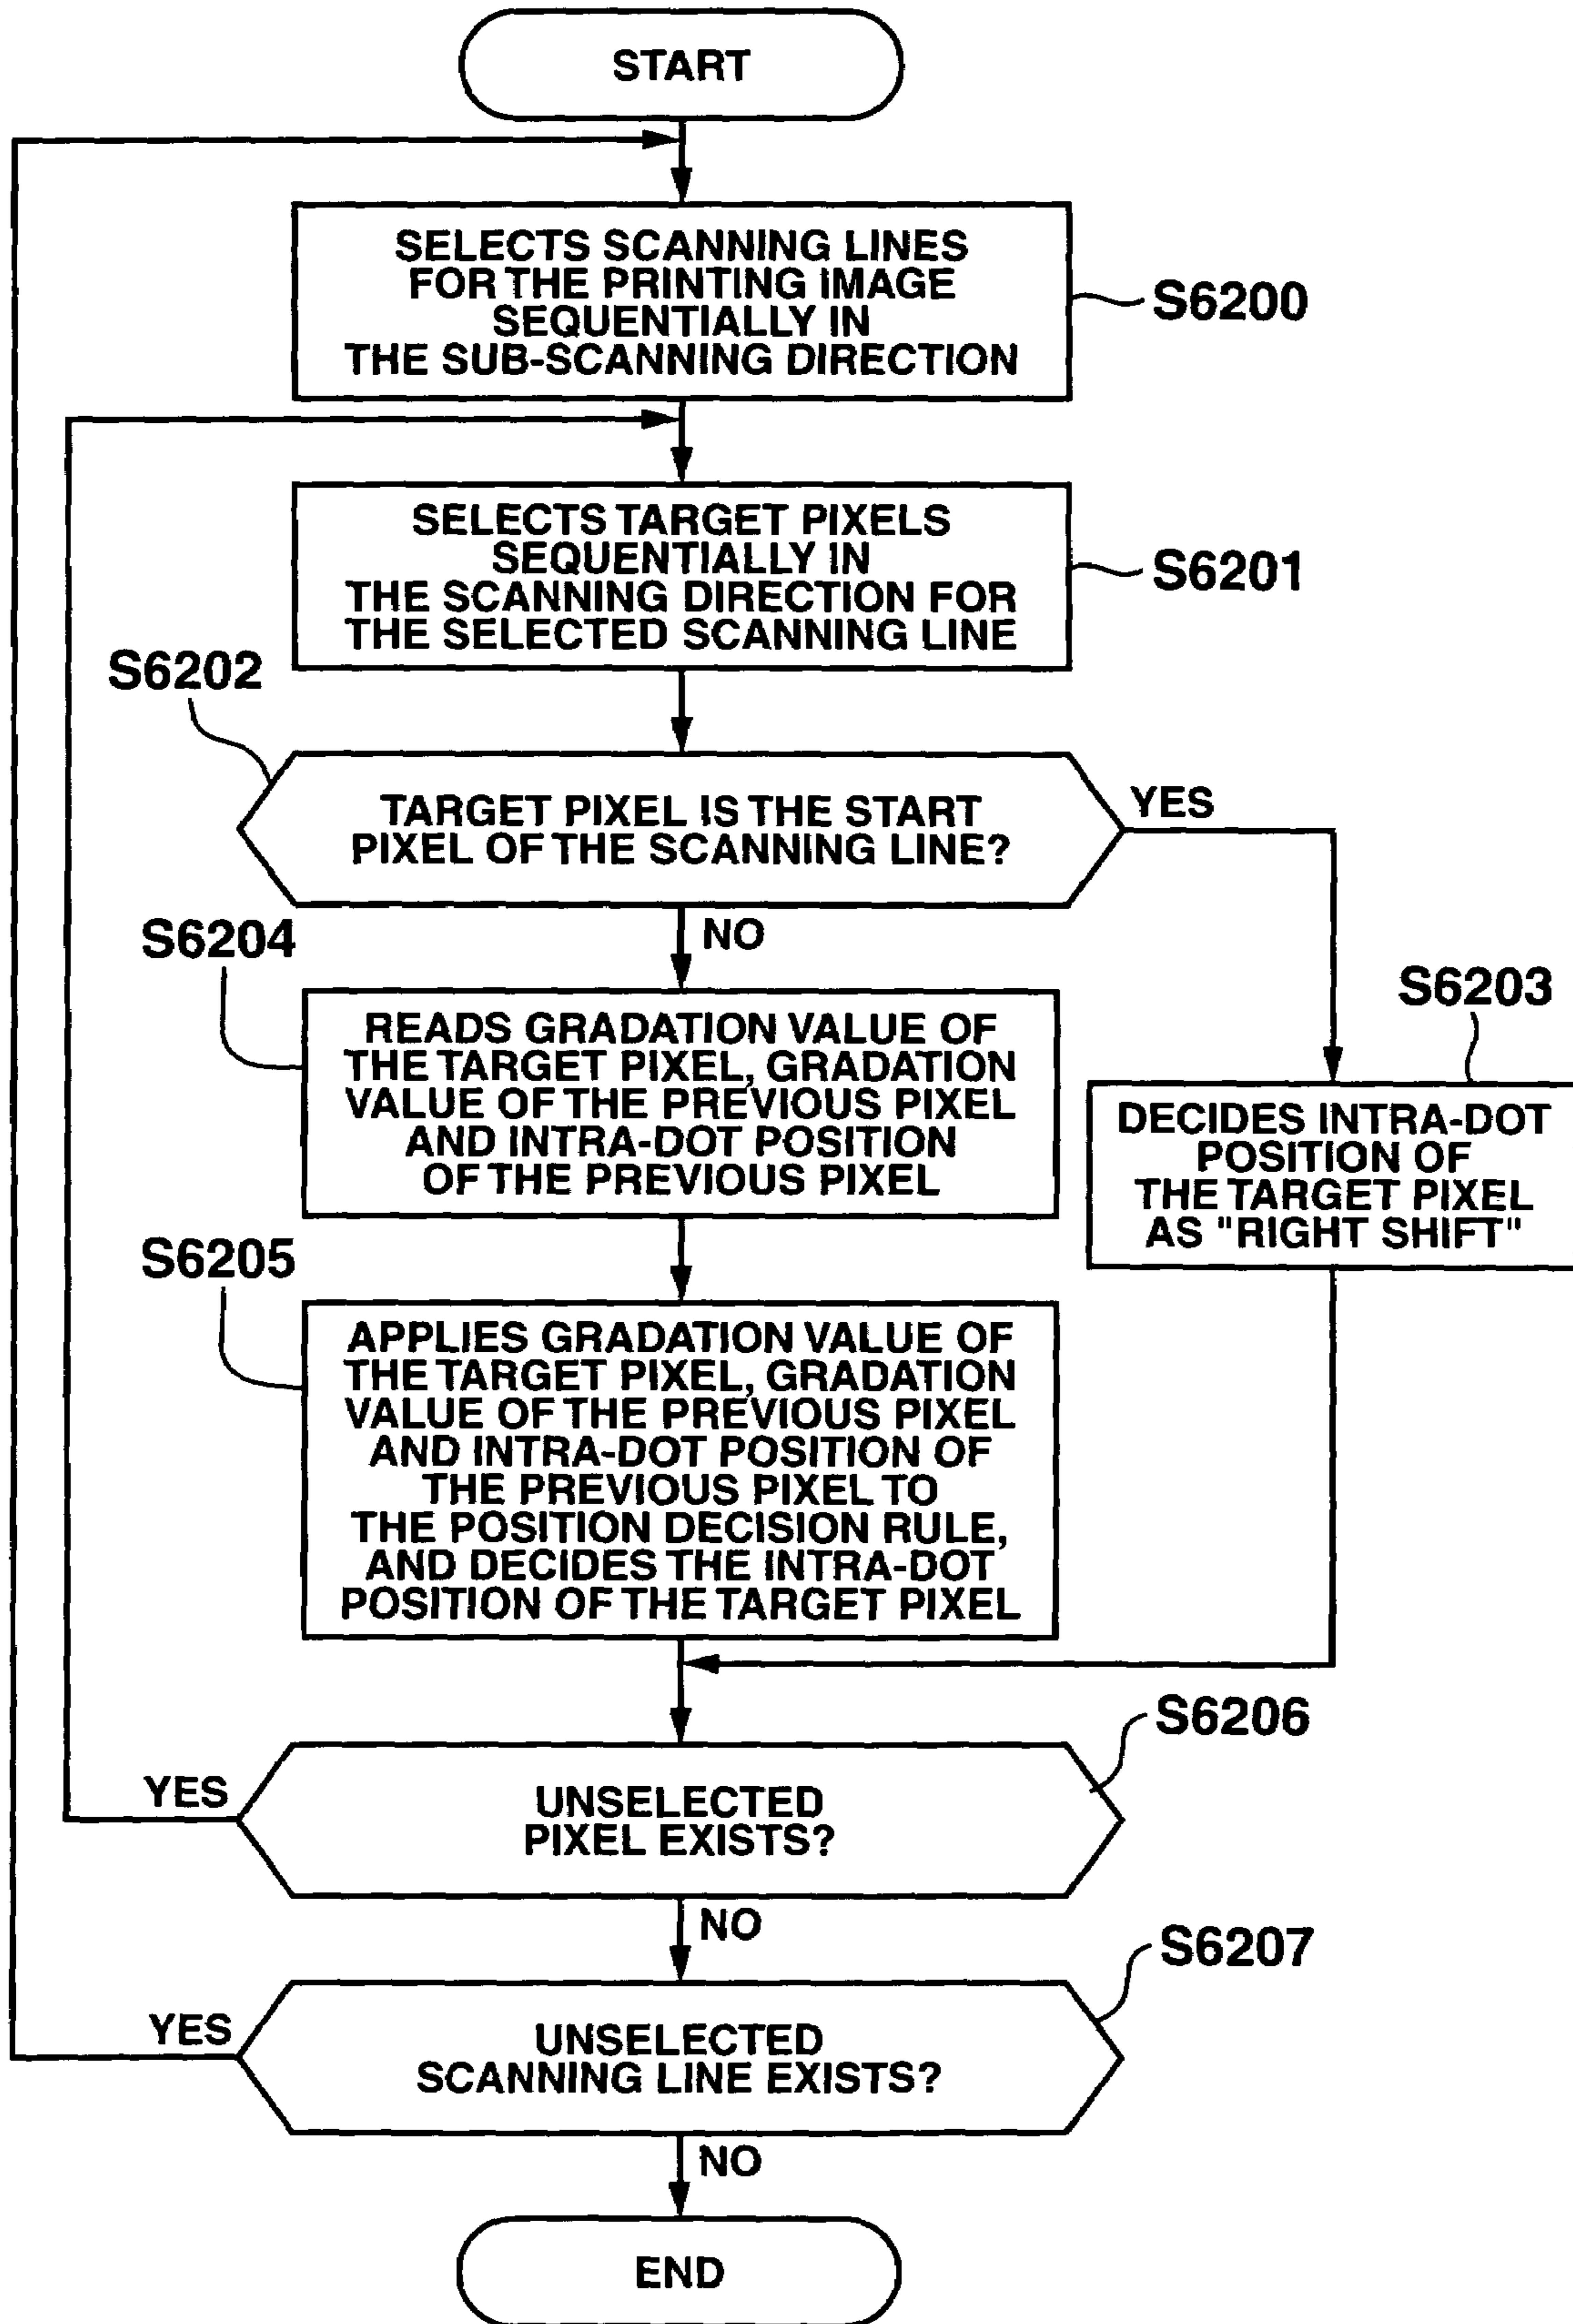 START
SELECTS SCANNING LINES
FOR THE PRINTING IMAGE
SEQUENTIALLY IN
THE SUB-SCANNING DIRECTION
S6200
SELECTS TARGET PIXELS
SEQUENTIALLY IN
THE SCANNING DIRECTION FOR
THE SELECTED SCANNING LINE
S6201
S6202
TARGET PIXEL IS THE START
PIXEL OF THE SCANNING LINE?
YES
NO
S6203
DECIDES INTRA-DOT
POSITION OF
THE TARGET PIXEL
AS "RIGHT SHIFT"
S6204
READS GRADATION VALUE OF
THE TARGET PIXEL, GRADATION
VALUE OF THE PREVIOUS PIXEL
AND INTRA-DOT POSITION
OF THE PREVIOUS PIXEL
S6205
APPLIES GRADATION VALUE OF
THE TARGET PIXEL, GRADATION
VALUE OF THE PREVIOUS PIXEL
AND INTRA-DOT POSITION OF
THE PREVIOUS PIXEL TO
THE POSITION DECISION RULE,
AND DECIDES THE INTRA-DOT
POSITION OF THE TARGET PIXEL
S6206
YES
UNSELECTED
PIXEL EXISTS?
NO
S6207
YES
UNSELECTED
SCANNING LINE EXISTS?
NO
END